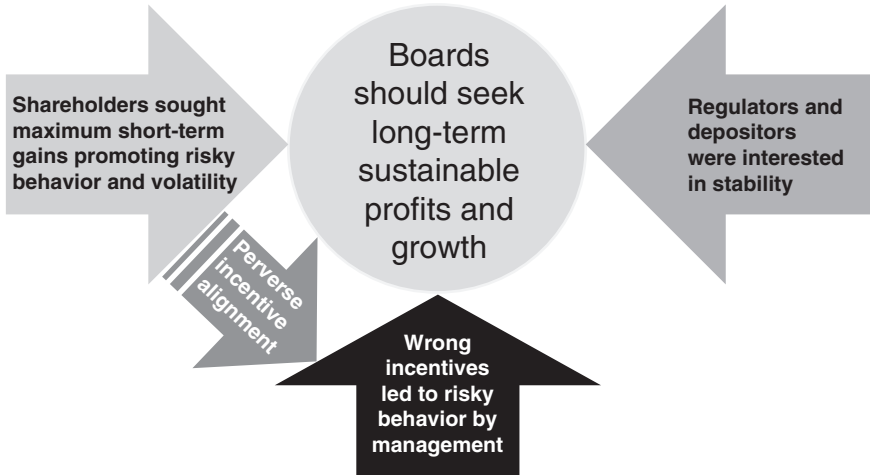 Boards
should seek
long-term
sustainable
profits and
growth
Shareholders sought
maximum short-term
gains promoting risky
behavior and volatility
Regulators and
depositors
were interested
in stability
Perverse
incentive
alignment
Wrong
incentives
led to risky
behavior by
management